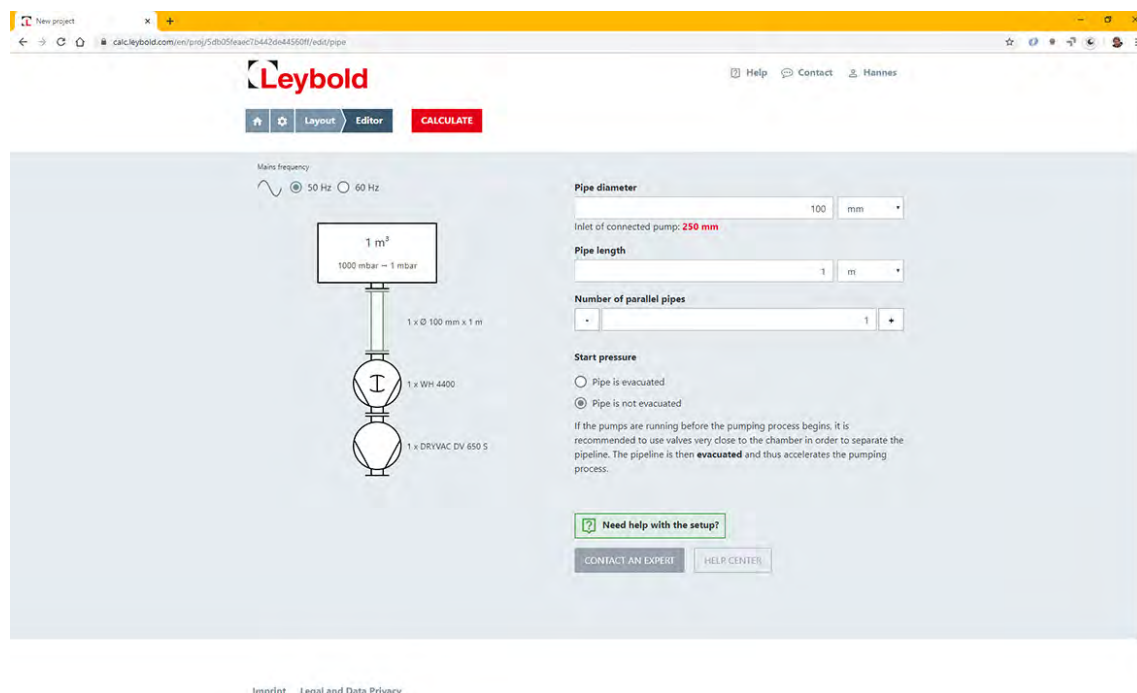 New project
calc.leybold.com/en/proj/5db05feaec7b442de44560ff/edit/pipe
Leybold
Help Contact Hannes
Layout Editor CALCULATE
Mains frequency
50 Hz 60 Hz
1 m³
1000 mbar — 1 mbar
1 x Ø 100 mm x 1 m
1 x WH 4400
1 x DRYVAC DV 650 S
Pipe diameter
100 mm
Inlet of connected pump: 250 mm
Pipe length
1 m
Number of parallel pipes
- 1 +
Start pressure
Pipe is evacuated
Pipe is not evacuated
If the pumps are running before the pumping process begins, it is
recommended to use valves very close to the chamber in order to separate the
pipeline. The pipeline is then evacuated and thus accelerates the pumping
process.
Need help with the setup?
CONTACT AN EXPERT HELP CENTER
Imprint Legal and Data Privacy